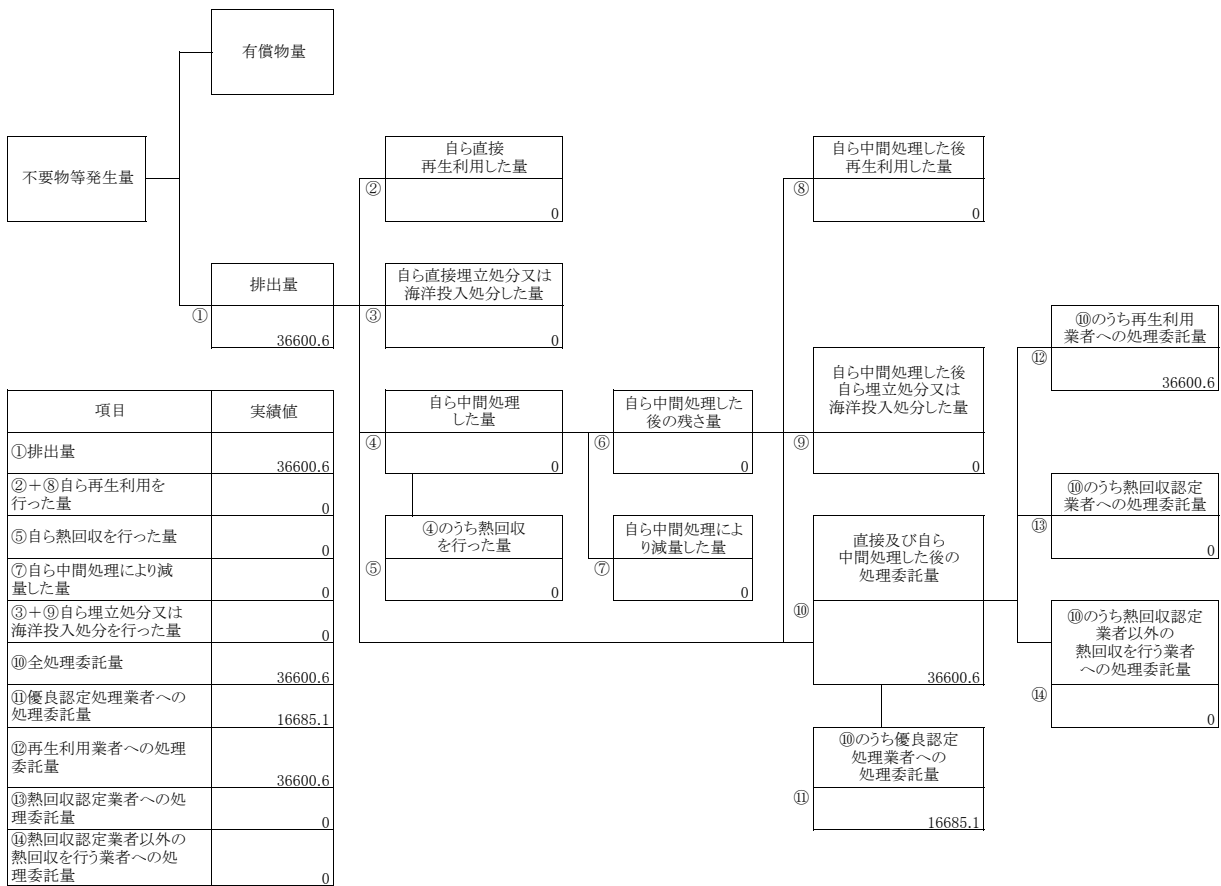 有償物量
不要物等発生量
自ら直接
再生利用した量
②
0
自ら中間処理した後
再生利用した量
⑧
0
排出量
①
36600.6
自ら直接埋立処分又は
海洋投入処分した量
③
0
⑩のうち再生利用
業者への処理委託量
⑫
36600.6
自ら中間処理
した量
④
0
自ら中間処理した
後の残さ量
⑥
0
自ら中間処理した後
自ら埋立処分又は
海洋投入処分した量
⑨
0
⑩のうち熱回収認定
業者への処理委託量
⑬
0
④のうち熱回収
を行った量
⑤
0
自ら中間処理によ
り減量した量
⑦
0
直接及び自ら
中間処理した後の
処理委託量
⑩
36600.6
⑩のうち熱回収認定
業者以外の
熱回収を行う業者
への処理委託量
⑭
0
⑩のうち優良認定
処理業者への
処理委託量
⑪
16685.1
項目 実績値
①排出量
36600.6
②＋⑧自ら再生利用を
行った量
0
⑤自ら熱回収を行った量
0
⑦自ら中間処理により減
量した量
0
③＋⑨自ら埋立処分又は
海洋投入処分を行った量
0
⑩全処理委託量
36600.6
⑪優良認定処理業者への
処理委託量
16685.1
⑫再生利用業者への処理
委託量
36600.6
⑬熱回収認定業者への処
理委託量
0
⑭熱回収認定業者以外の
熱回収を行う業者への処
理委託量
0